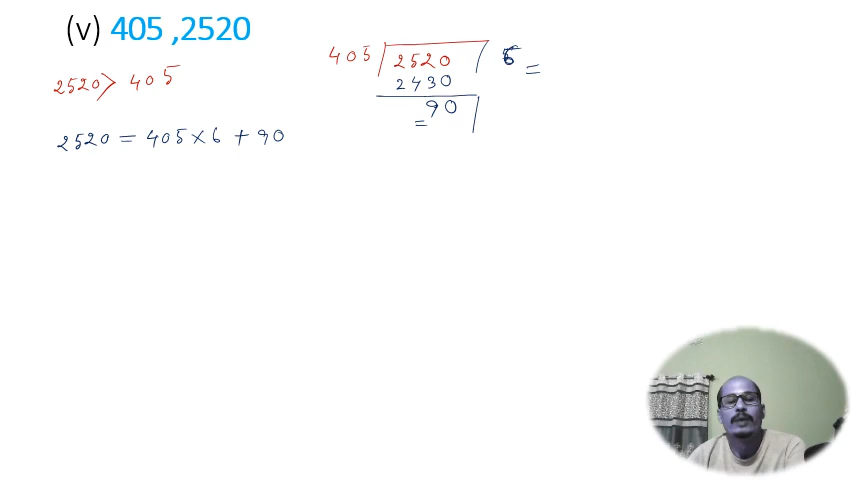 (v) 405 ,2520
2520 > 405
2520 = 405 × 6 + 90
405 2520 6 =
2430
= 90